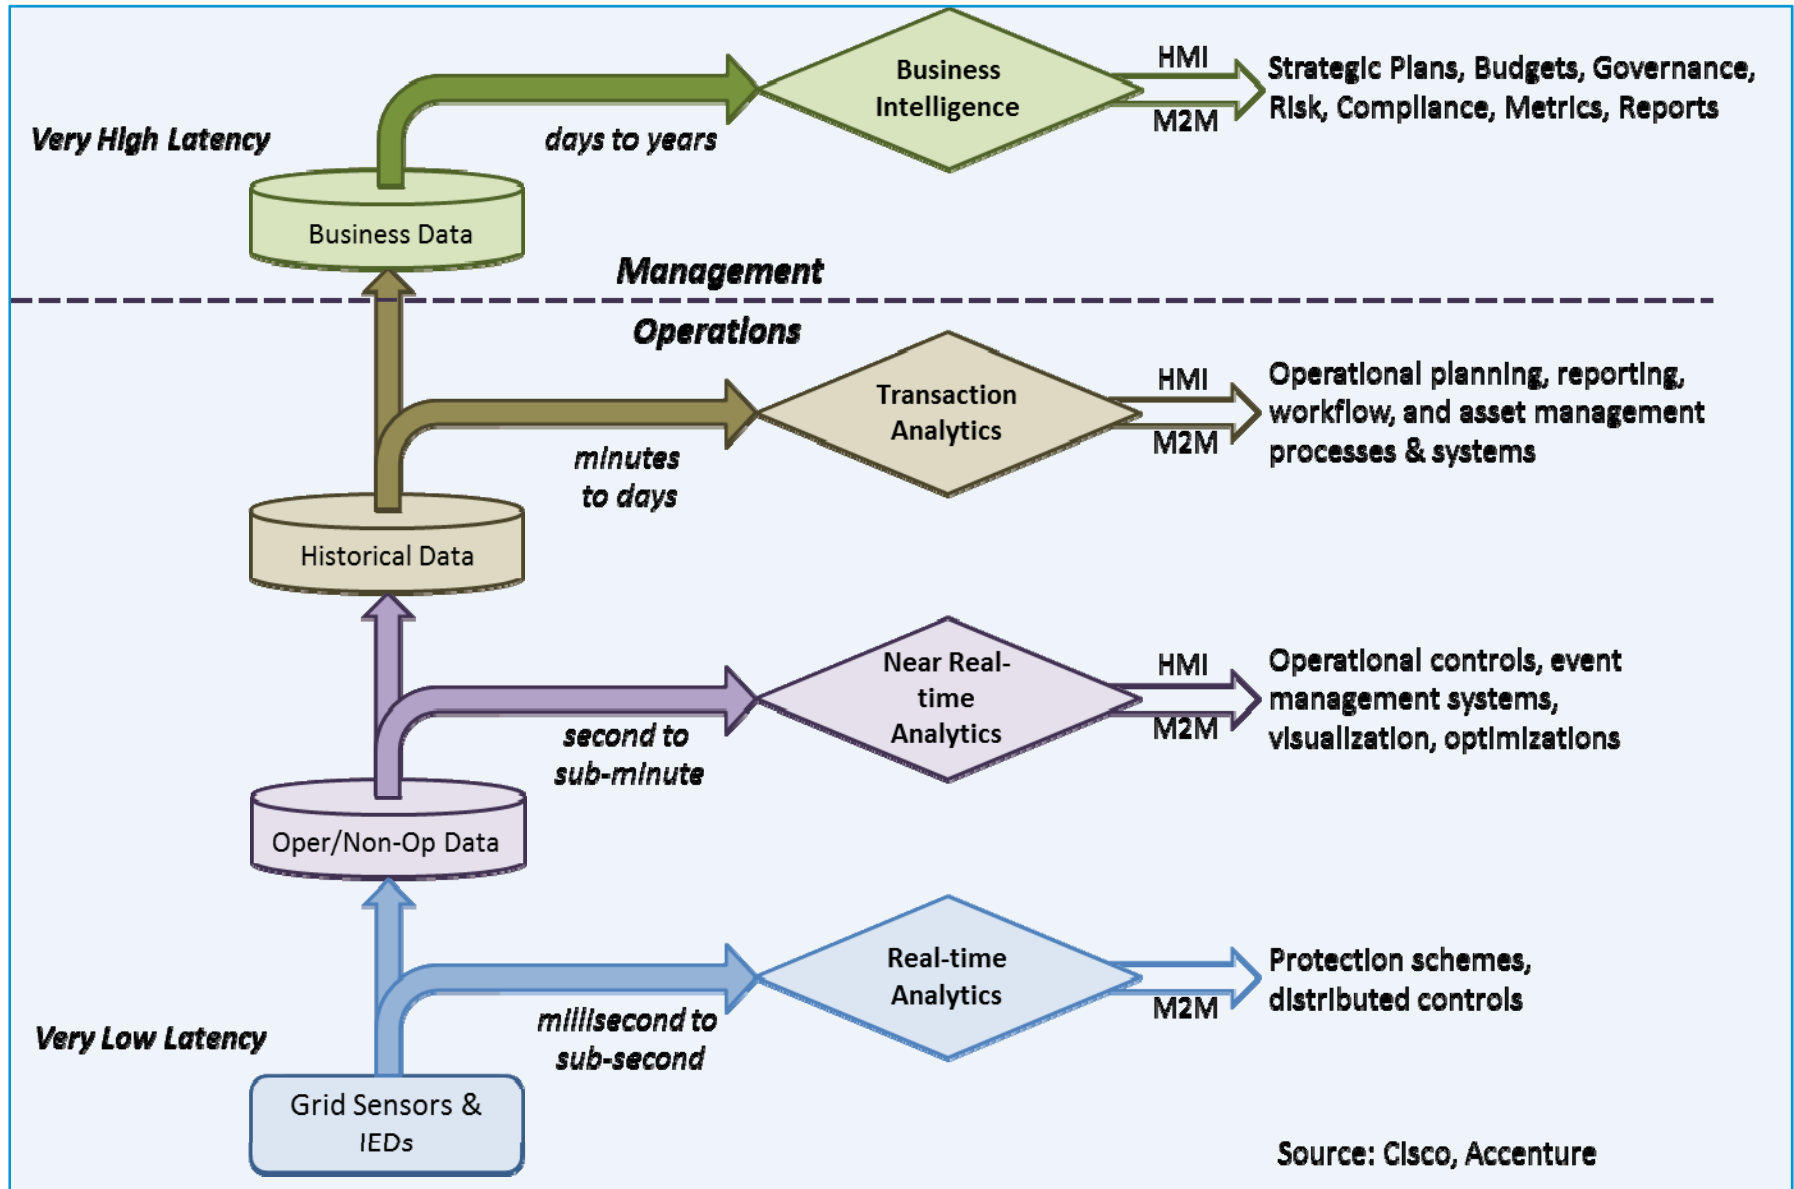 Business
Intelligence
HMI
M2M
Strategic Plans, Budgets, Governance,
Risk, Compliance, Metrics, Reports
Very High Latency
days to years
Business Data
Management
Operations
Transaction
Analytics
HMI
M2M
Operational planning, reporting,
workflow, and asset management
processes & systems
minutes
to days
Historical Data
Near Real-
time
Analytics
HMI
M2M
Operational controls, event
management systems,
visualization, optimizations
second to
sub-minute
Oper/Non-Op Data
Real-time
Analytics
M2M
Protection schemes,
distributed controls
millisecond to
sub-second
Very Low Latency
Grid Sensors &
IEDs
Source: Cisco, Accenture